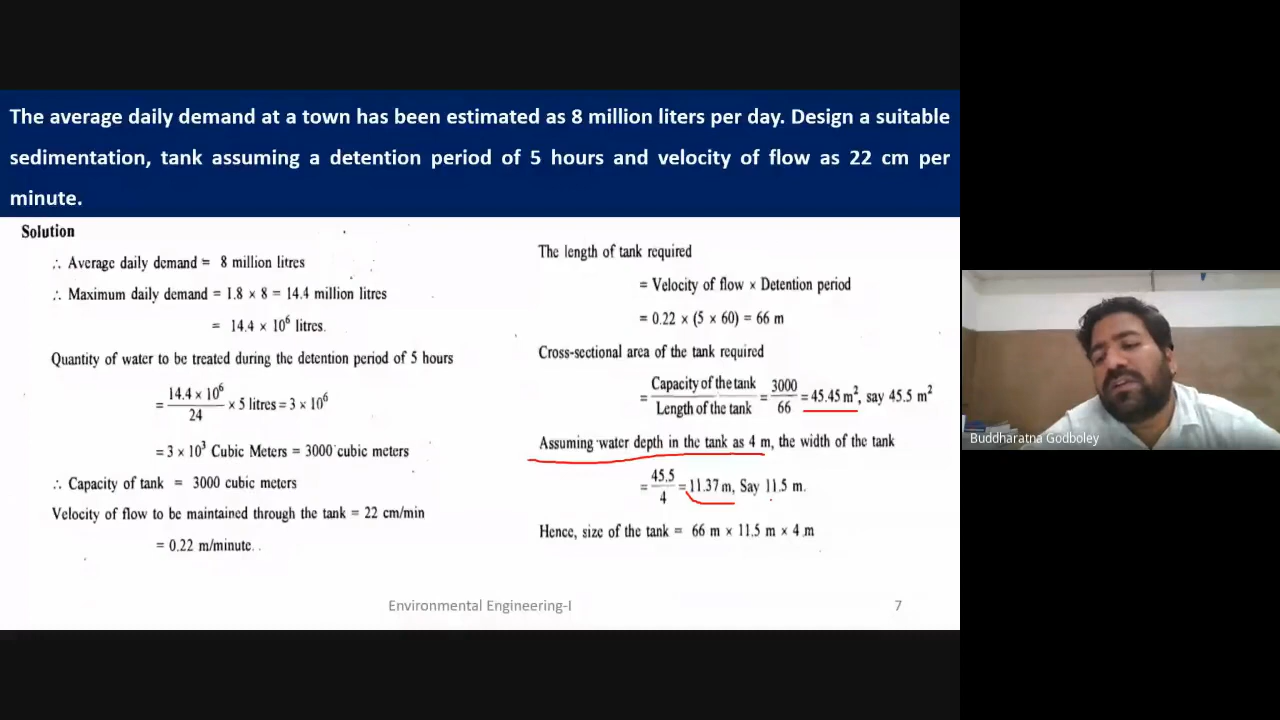 The average daily demand at a town has been estimated as 8 million liters per day. Design a suitable
sedimentation, tank assuming a detention period of 5 hours and velocity of flow as 22 cm per
minute.
Solution
∴ Average daily demand = 8 million litres
∴ Maximum daily demand = 1.8 × 8 = 14.4 million litres
= 14.4 × 10⁶ litres.
Quantity of water to be treated during the detention period of 5 hours
= 14.4 × 10⁶ / 24 × 5 litres = 3 × 10⁶
= 3 × 10³ Cubic Meters = 3000 cubic meters
∴ Capacity of tank = 3000 cubic meters
Velocity of flow to be maintained through the tank = 22 cm/min
= 0.22 m/minute.
The length of tank required
= Velocity of flow × Detention period
= 0.22 × (5 × 60) = 66 m
Cross-sectional area of the tank required
= Capacity of the tank / Length of the tank = 3000 / 66 = 45.45 m², say 45.5 m²
Assuming water depth in the tank as 4 m, the width of the tank
= 45.5 / 4 = 11.37 m, Say 11.5 m.
Hence, size of the tank = 66 m × 11.5 m × 4 m
Environmental Engineering-I
7
Buddharatna Godboley